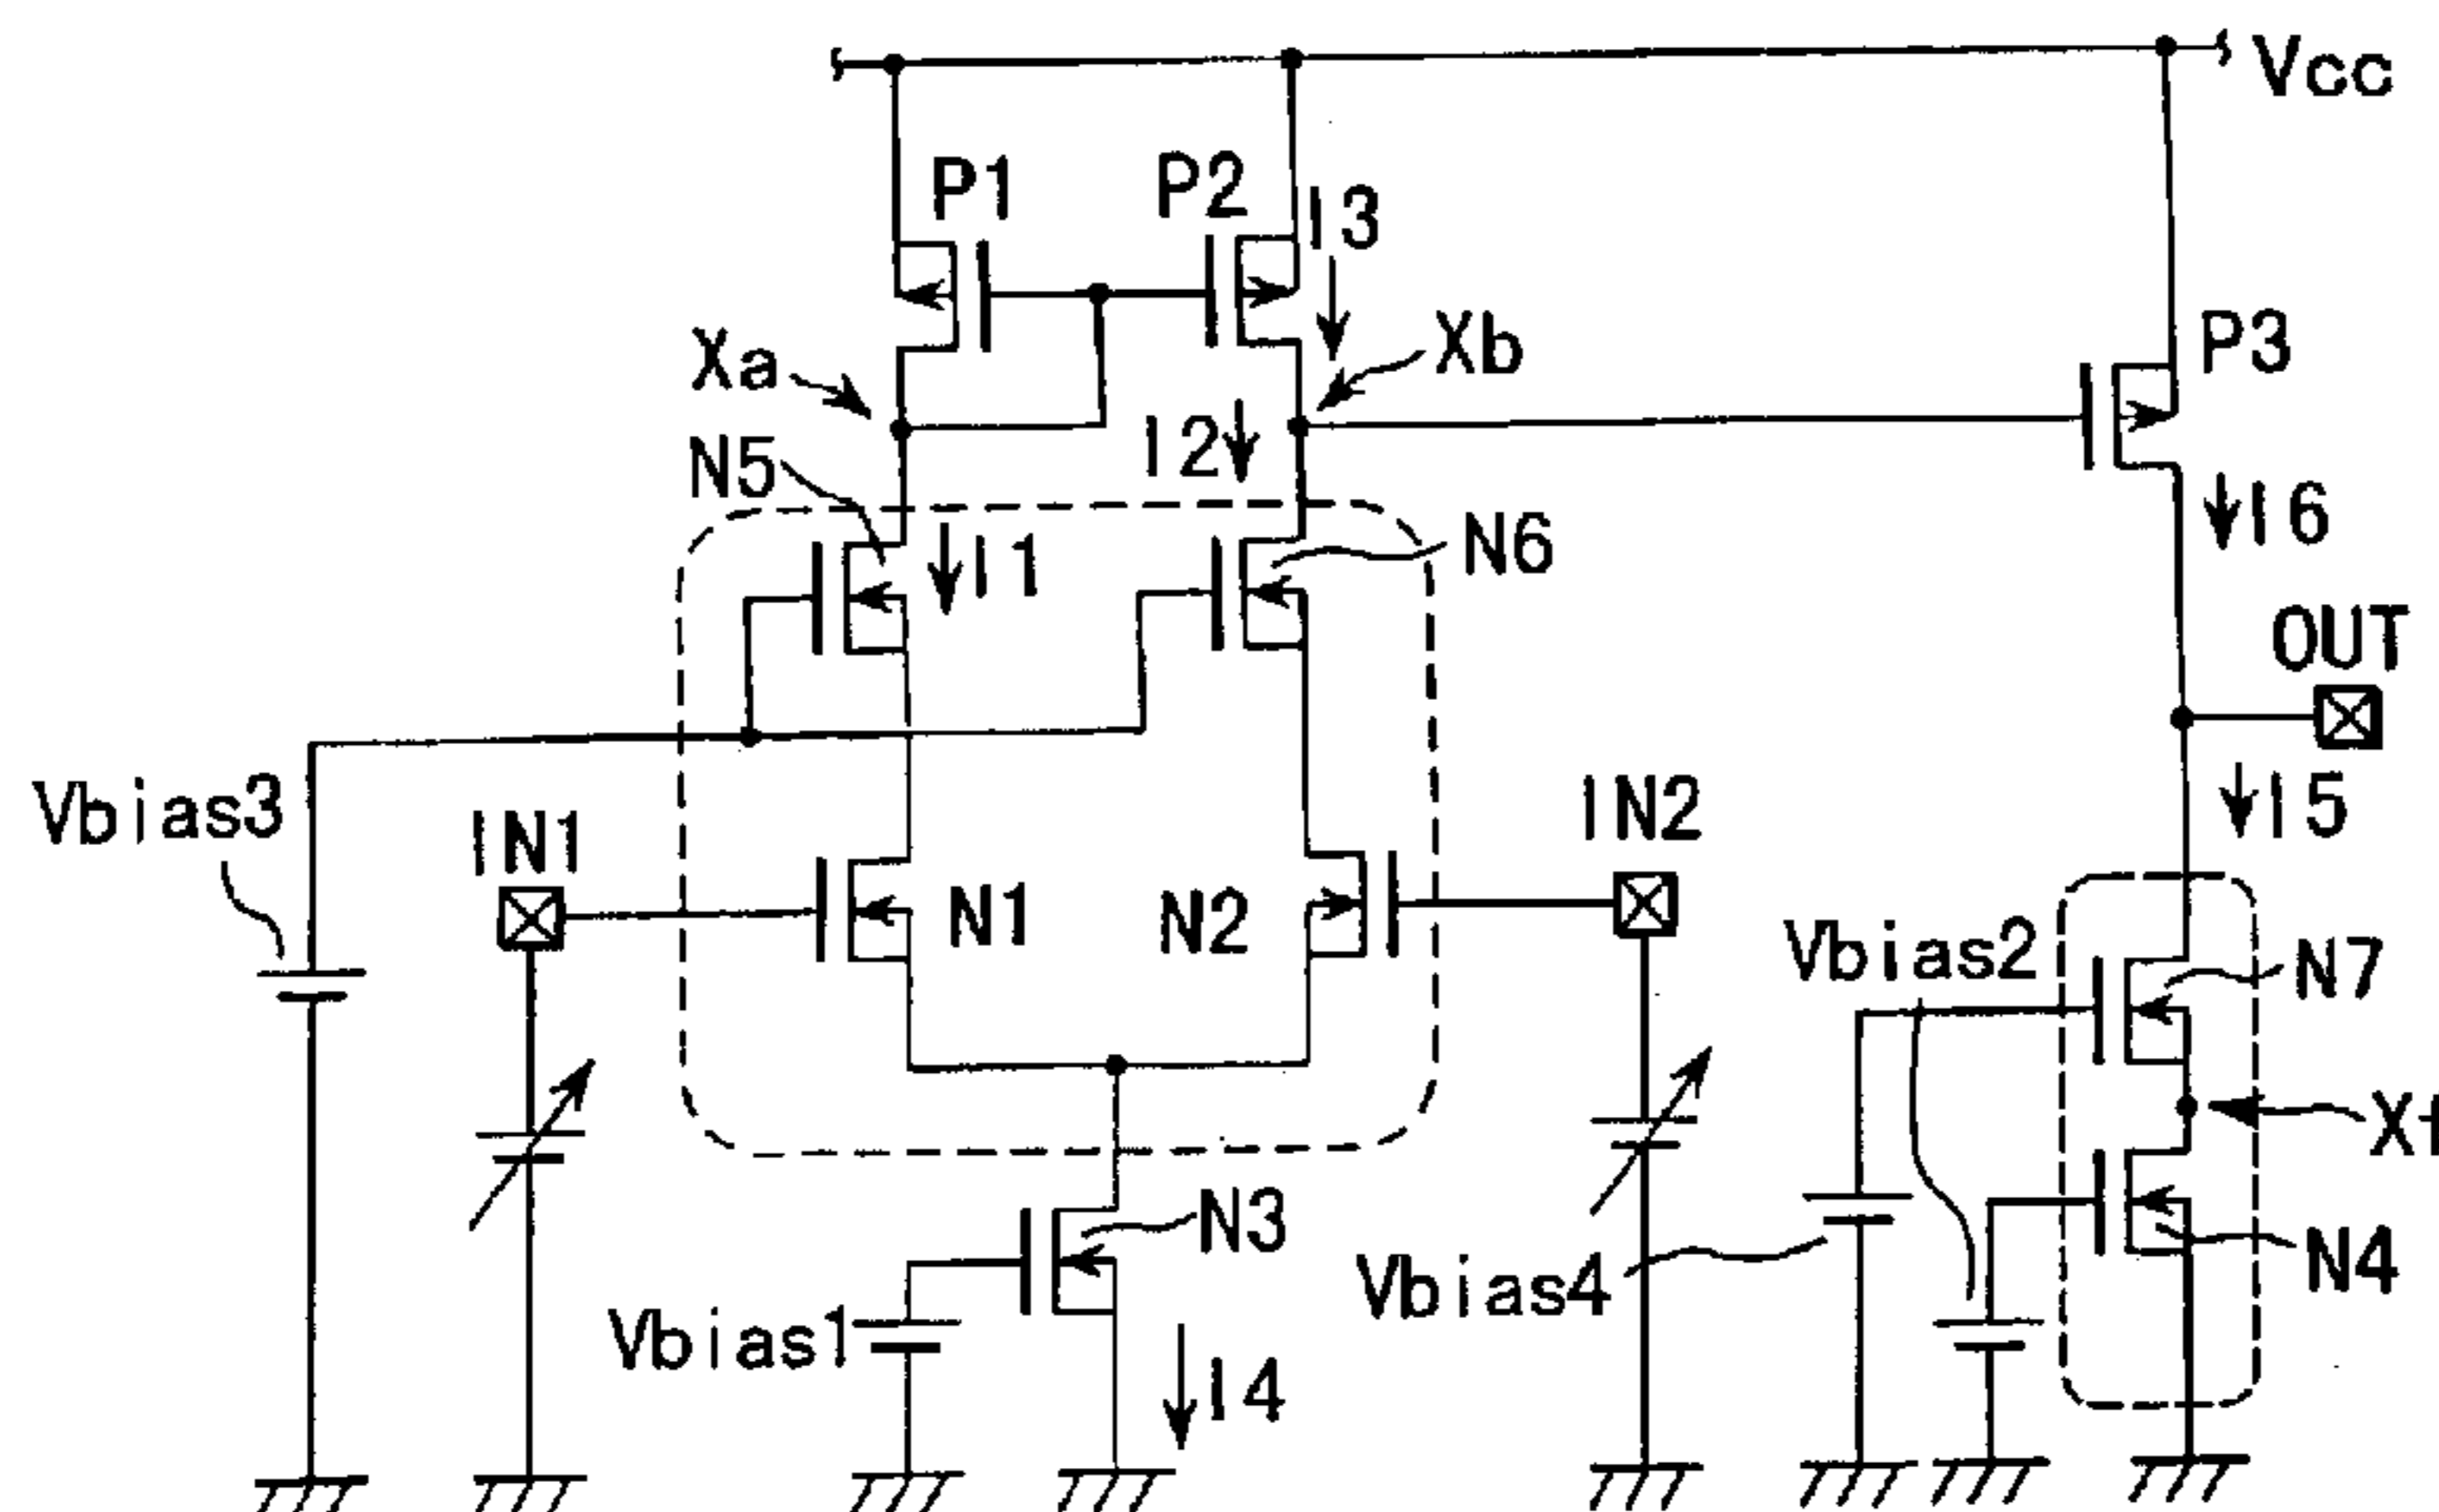 Vcc
P1
P2
I3
P3
Xa
Xb
N5
I2
I6
I1
N6
OUT
Vbias3
IN1
IN2
I5
N1
N2
Vbias2
N7
N3
Vbias4
N4
Vbias1
I4